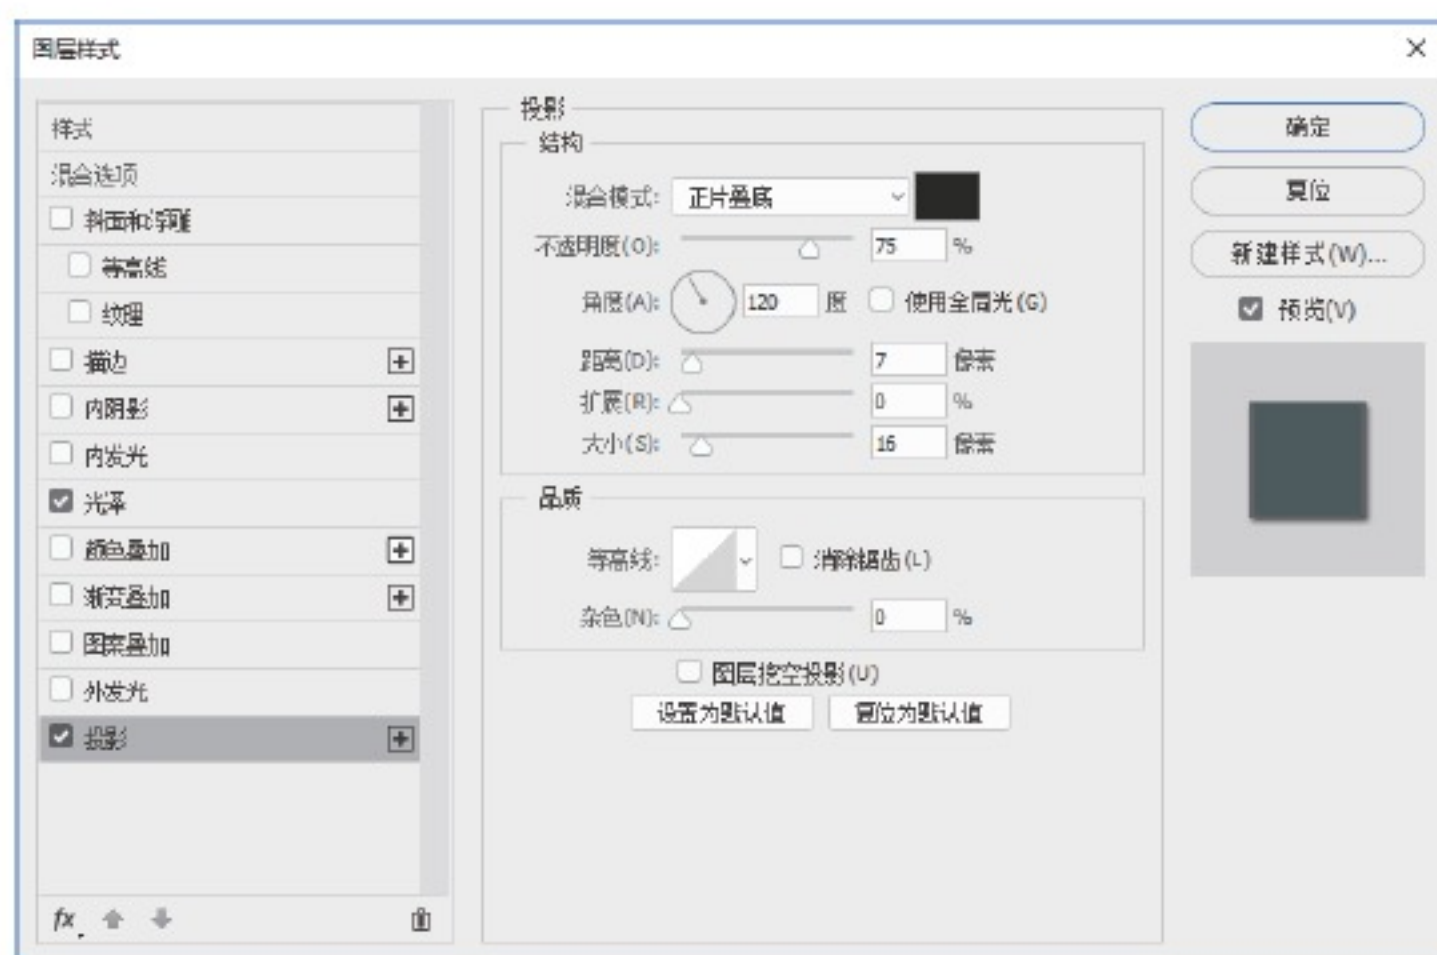 图层样式
样式
混合选项
斜面和浮雕
等高线
纹理
描边
内阴影
内发光
光泽
颜色叠加
渐变叠加
图案叠加
外发光
投影
fx
投影
结构
混合模式: 正片叠底
不透明度(O): 75 %
角度(A): 120 度 使用全局光(G)
距离(D): 7 像素
扩展(R): 0 %
大小(S): 16 像素
品质
等高线: 消除锯齿(L)
杂色(N): 0 %
图层挖空投影(U)
设置为默认值 复位为默认值
确定
复位
新建样式(W)...
预览(V)